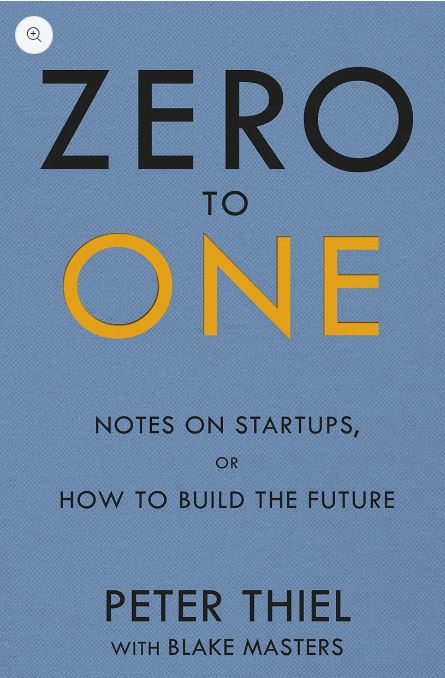 ZERO
TO
ONE
NOTES ON STARTUPS,
OR
HOW TO BUILD THE FUTURE
PETER THIEL
WITH BLAKE MASTERS